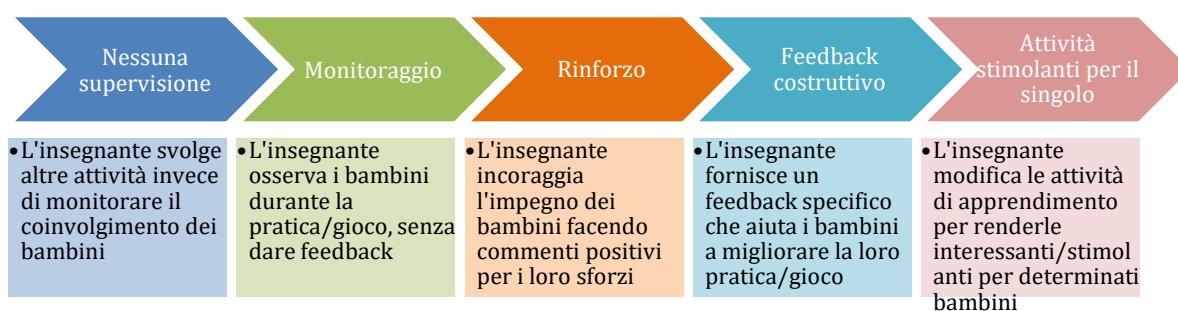 Nessuna
supervisione
Monitoraggio
Rinforzo
Feedback
costruttivo
Attività
stimolanti per il
singolo
•L'insegnante svolge
altre attività invece
di monitorare il
coinvolgimento dei
bambini
•L'insegnante
osserva i bambini
durante la
pratica/gioco, senza
dare feedback
•L'insegnante
incoraggia
l'impegno dei
bambini facendo
commenti positivi
per i loro sforzi
•L'insegnante
fornisce un
feedback specifico
che aiuta i bambini
a migliorare la loro
pratica/gioco
•L'insegnante
modifica le attività
di apprendimento
per renderle
interessanti/stimol
anti per determinati
bambini